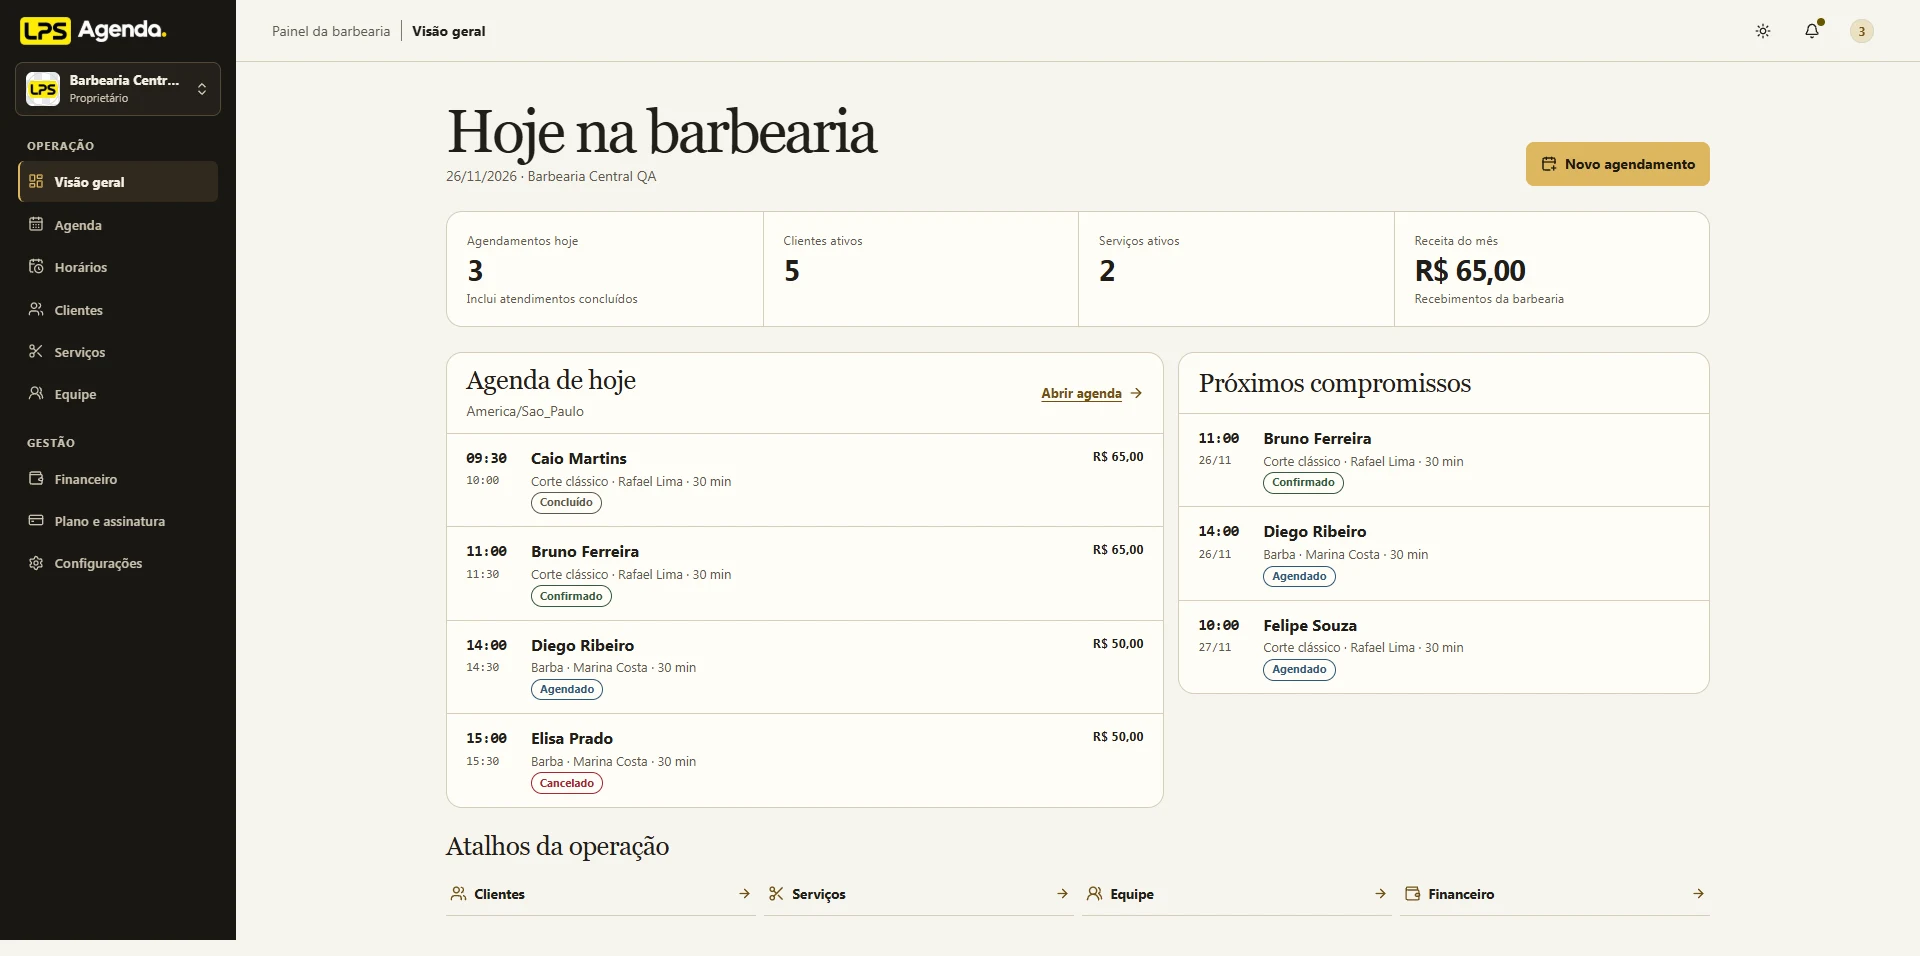 LPS Agenda.
LPS
Barbearia Centr...
Proprietário
OPERAÇÃO
Visão geral
Agenda
Horários
Clientes
Serviços
Equipe
GESTÃO
Financeiro
Plano e assinatura
Configurações
Painel da barbearia
Visão geral
3
Hoje na barbearia
26/11/2026 · Barbearia Central QA
Novo agendamento
Agendamentos hoje
3
Inclui atendimentos concluídos
Clientes ativos
5
Serviços ativos
2
Receita do mês
R$ 65,00
Recebimentos da barbearia
Agenda de hoje
America/Sao_Paulo
Abrir agenda
09:30 Caio Martins R$ 65,00
10:00 Corte clássico · Rafael Lima · 30 min
Concluído
11:00 Bruno Ferreira R$ 65,00
11:30 Corte clássico · Rafael Lima · 30 min
Confirmado
14:00 Diego Ribeiro R$ 50,00
14:30 Barba · Marina Costa · 30 min
Agendado
15:00 Elisa Prado R$ 50,00
15:30 Barba · Marina Costa · 30 min
Cancelado
Próximos compromissos
11:00 Bruno Ferreira
26/11 Corte clássico · Rafael Lima · 30 min
Confirmado
14:00 Diego Ribeiro
26/11 Barba · Marina Costa · 30 min
Agendado
10:00 Felipe Souza
27/11 Corte clássico · Rafael Lima · 30 min
Agendado
Atalhos da operação
Clientes
Serviços
Equipe
Financeiro